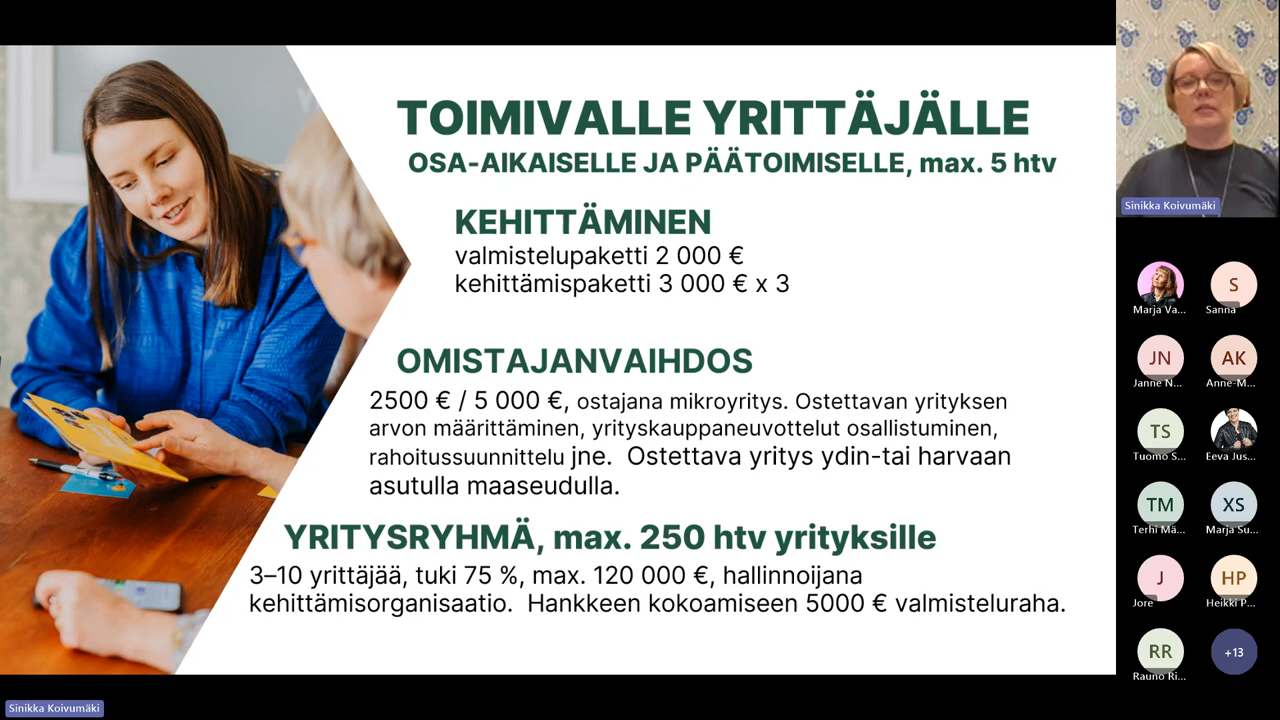 TOIMIVALLE YRITTÄJÄLLE
OSA-AIKAISELLE JA PÄÄTOIMISELLE, max. 5 htv
KEHITTÄMINEN
valmistelupaketti 2 000 €
kehittämispaketti 3 000 € x 3
OMISTAJANVAIHDOS
2500 € / 5 000 €, ostajana mikroyritys. Ostettavan yrityksen
arvon määrittäminen, yrityskauppaneuvottelut osallistuminen,
rahoitussuunnittelu jne. Ostettava yritys ydin-tai harvaan
asutulla maaseudulla.
YRITYSRYHMÄ, max. 250 htv yrityksille
3–10 yrittäjää, tuki 75 %, max. 120 000 €, hallinnoijana
kehittämisorganisaatio. Hankkeen kokoamiseen 5000 € valmisteluraha.
Sinikka Koivumäki
Sinikka Koivumäki
Marja Va...
S
Sanna
JN
Janne N...
AK
Anne-M...
TS
Tuomo S...
Eeva Jus...
TM
Terhi Mä...
XS
Marja Su...
J
Jore
HP
Heikki P...
RR
Rauno Ri...
+13